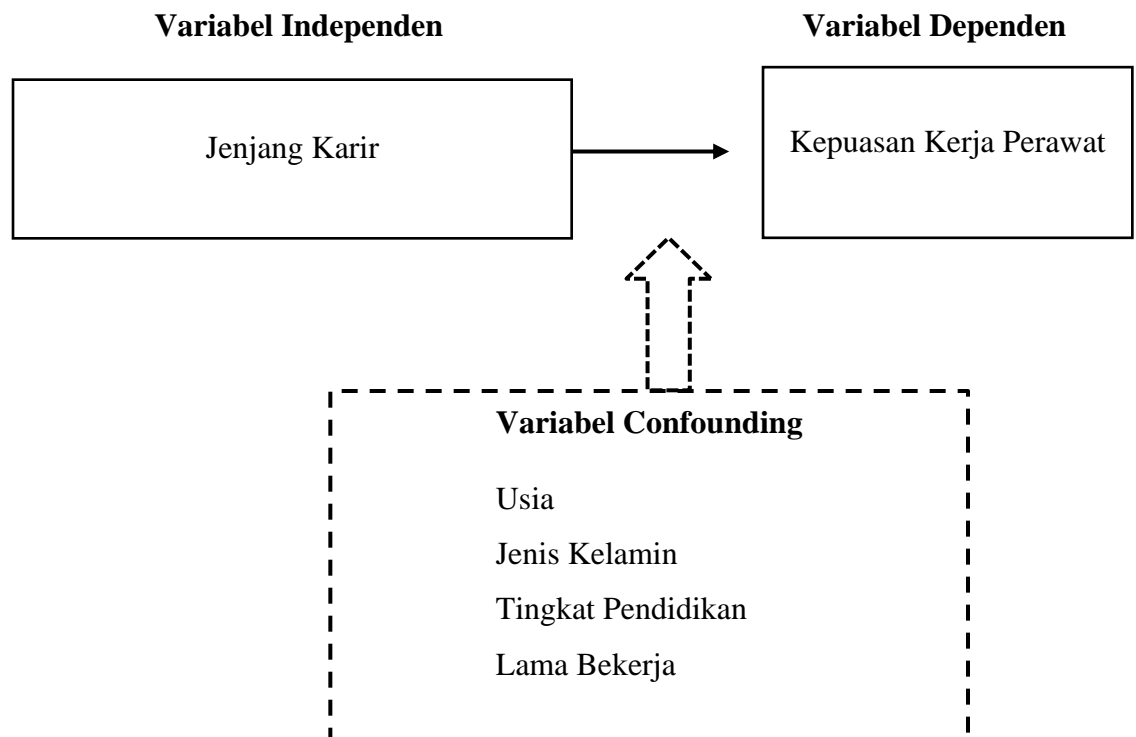 Variabel Independen
Variabel Dependen
Jenjang Karir
Kepuasan Kerja Perawat
Variabel Confounding
Usia
Jenis Kelamin
Tingkat Pendidikan
Lama Bekerja